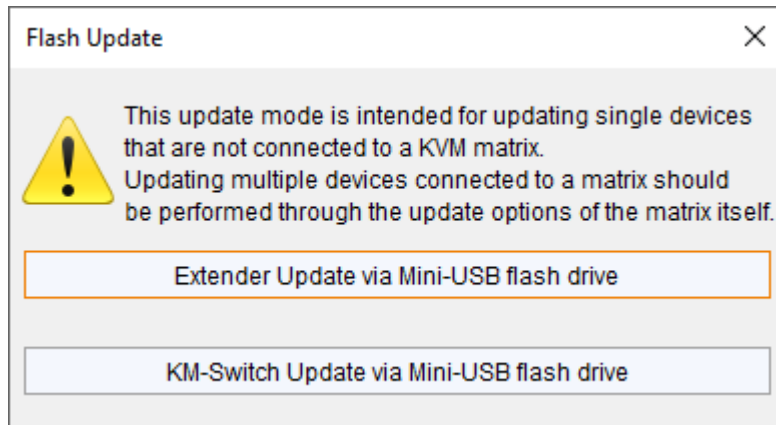 Flash Update
This update mode is intended for updating single devices
that are not connected to a KVM matrix.
Updating multiple devices connected to a matrix should
be performed through the update options of the matrix itself.
Extender Update via Mini-USB flash drive
KM-Switch Update via Mini-USB flash drive